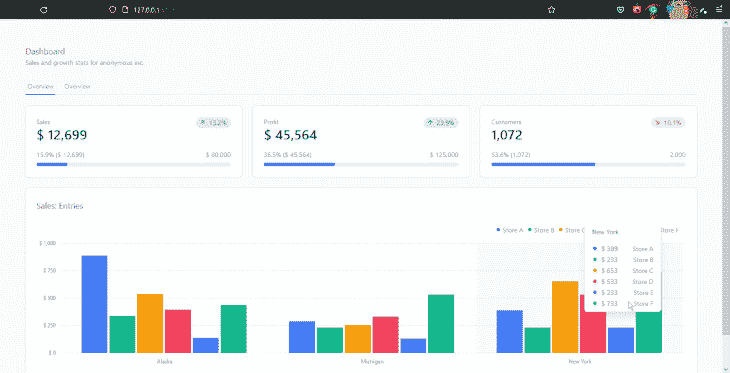 127.0.0.1
Dashboard
Sales and growth stats for anonymous inc.
Overview Overview
Sales 13.2%
$ 12,699
15.9% ($ 12,699) $ 80,000
Profit 23.9%
$ 45,564
36.5% ($ 45,564) $ 125,000
Customers 10.1%
1,072
53.6% (1,072) 2,000
Sales: Entries
Store A Store B Store F
$ 1,000
$ 750
$ 500
$ 250
$ 0
Alaska Michigan New York
New York
$ 389 Store A
$ 233 Store B
$ 653 Store C
$ 533 Store D
$ 233 Store E
$ 733 Store F